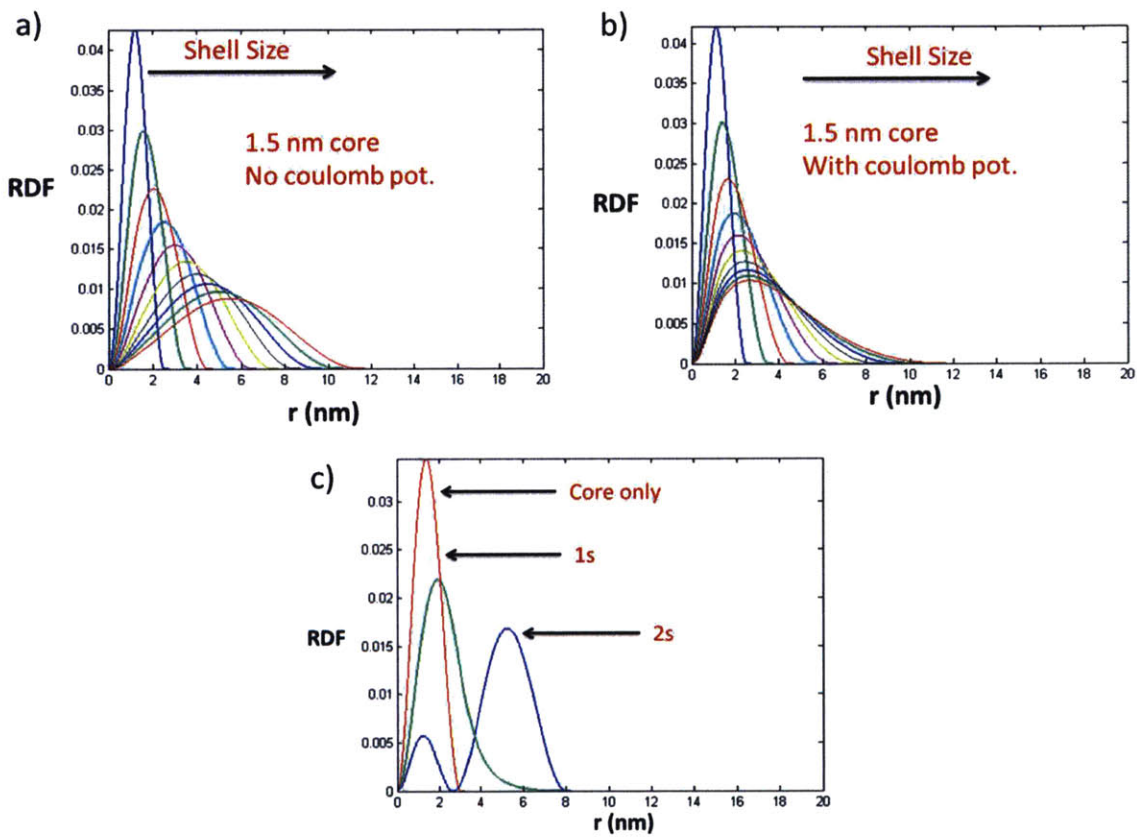 a)
Shell Size
1.5 nm core
No coulomb pot.
RDF
0.04
0.035
0.03
0.025
0.02
0.015
0.01
0.005
0
0 2 4 6 8 10 12 14 16 18 20
r (nm)
b)
Shell Size
1.5 nm core
With coulomb pot.
RDF
0.04
0.035
0.03
0.025
0.02
0.015
0.01
0.005
0
0 2 4 6 8 10 12 14 16 18 20
r (nm)
c)
Core only
1s
2s
RDF
0.03
0.025
0.02
0.015
0.01
0.005
0
0 2 4 6 8 10 12 14 16 18 20
r (nm)